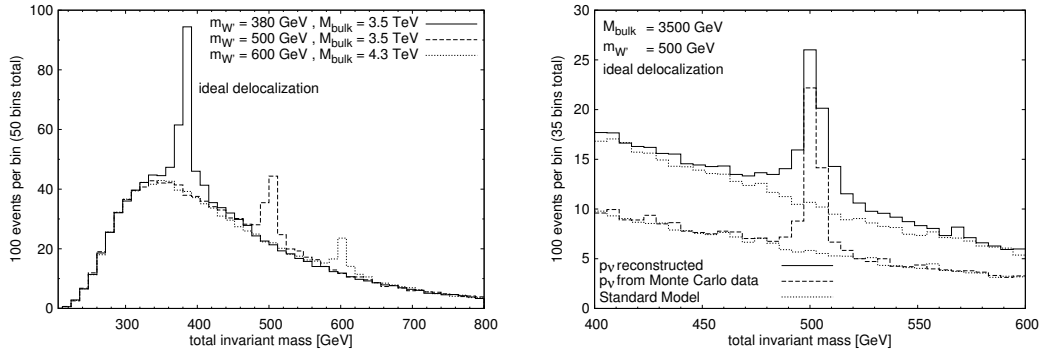 100 events per bin (50 bins total)
100
80
60
40
20
0
m_W' = 380 GeV , M_bulk = 3.5 TeV
m_W' = 500 GeV , M_bulk = 3.5 TeV
m_W' = 600 GeV , M_bulk = 4.3 TeV
ideal delocalization
300 400 500 600 700 800
total invariant mass [GeV]
100 events per bin (35 bins total)
30
25
20
15
10
5
0
M_bulk = 3500 GeV
m_W' = 500 GeV
ideal delocalization
p_ν reconstructed
p_ν from Monte Carlo data
Standard Model
400 450 500 550 600
total invariant mass [GeV]